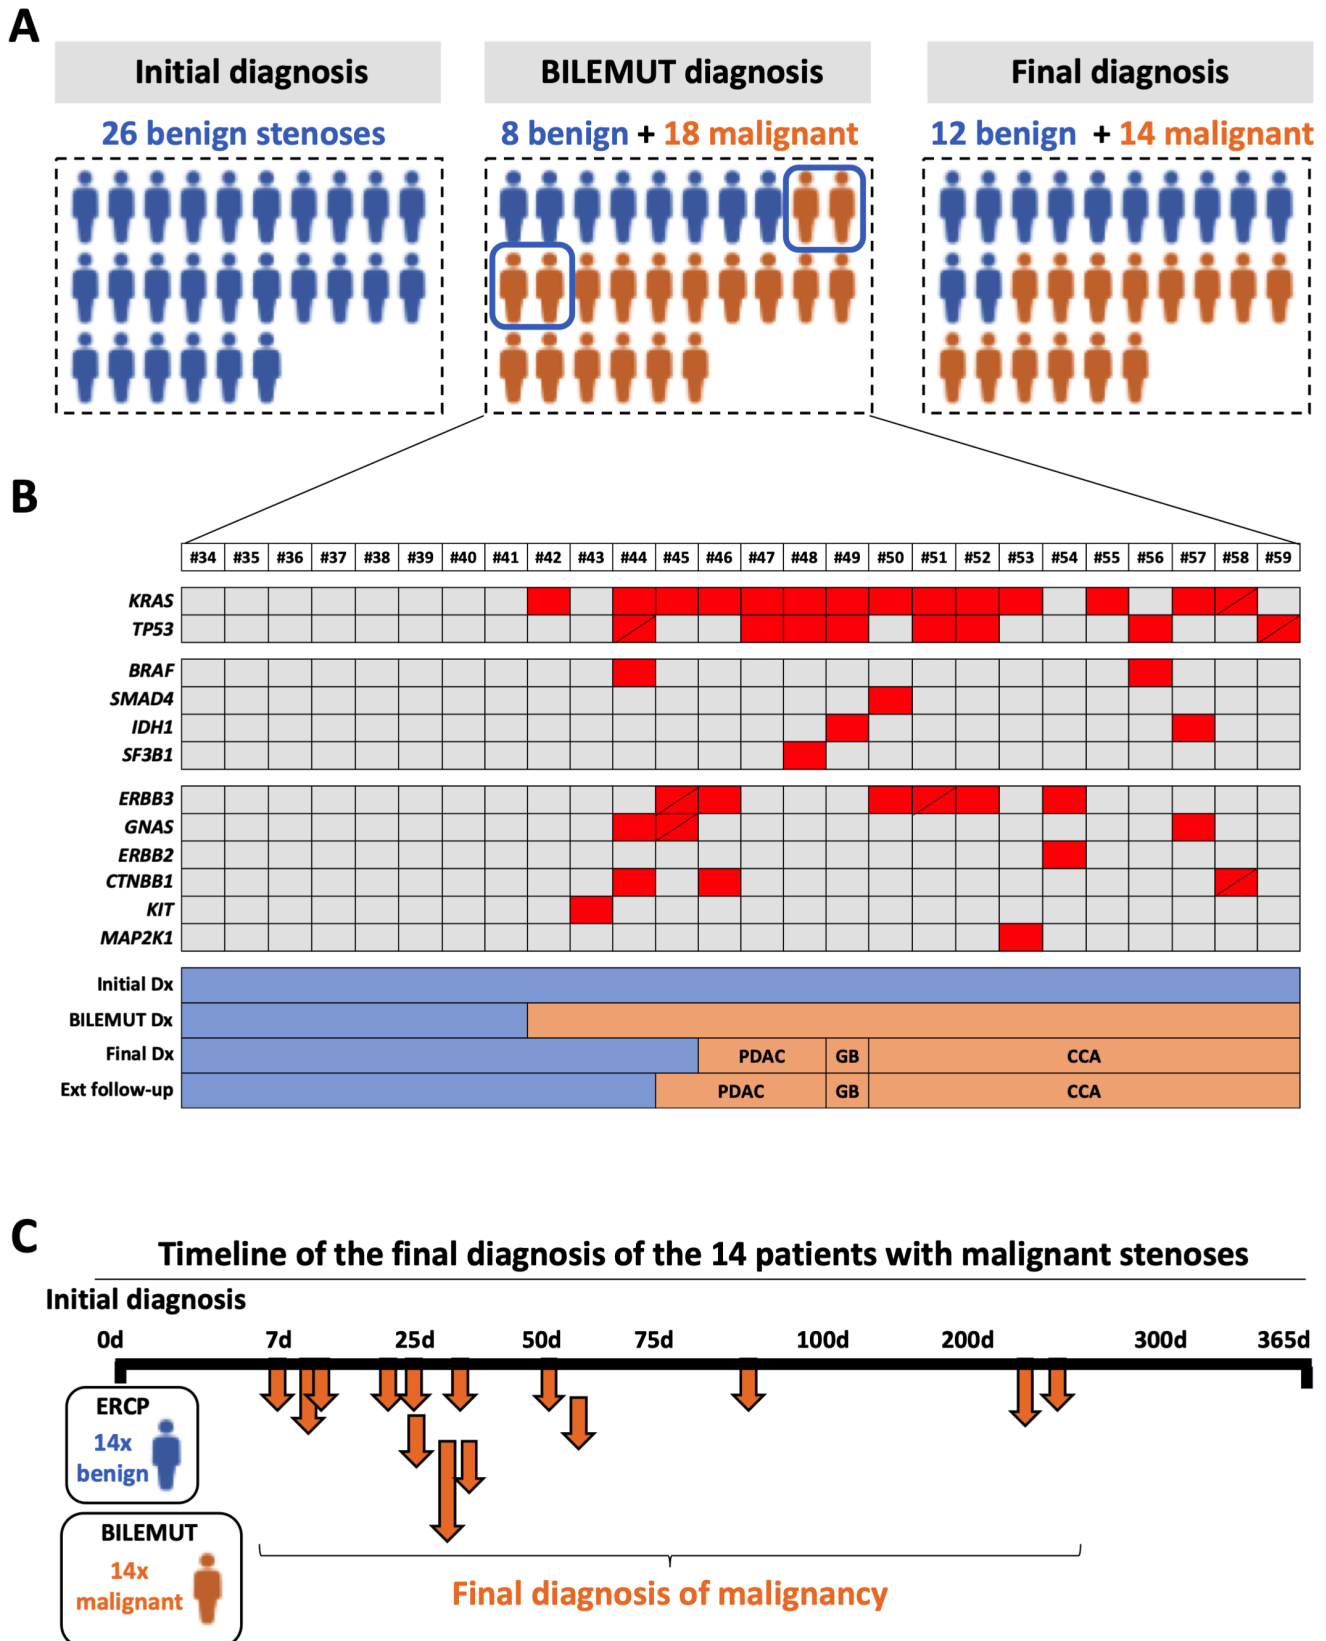 A
Initial diagnosis
BILEMUT diagnosis
Final diagnosis
26 benign stenoses
8 benign + 18 malignant
12 benign + 14 malignant
B
#34 #35 #36 #37 #38 #39 #40 #41 #42 #43 #44 #45 #46 #47 #48 #49 #50 #51 #52 #53 #54 #55 #56 #57 #58 #59
KRAS
TP53
BRAF
SMAD4
IDH1
SF3B1
ERBB3
GNAS
ERBB2
CTNBB1
KIT
MAP2K1
Initial Dx
BILEMUT Dx
Final Dx PDAC GB CCA
Ext follow-up PDAC GB CCA
C
Timeline of the final diagnosis of the 14 patients with malignant stenoses
Initial diagnosis
0d 7d 25d 50d 75d 100d 200d 300d 365d
ERCP
14x
benign
BILEMUT
14x
malignant
Final diagnosis of malignancy